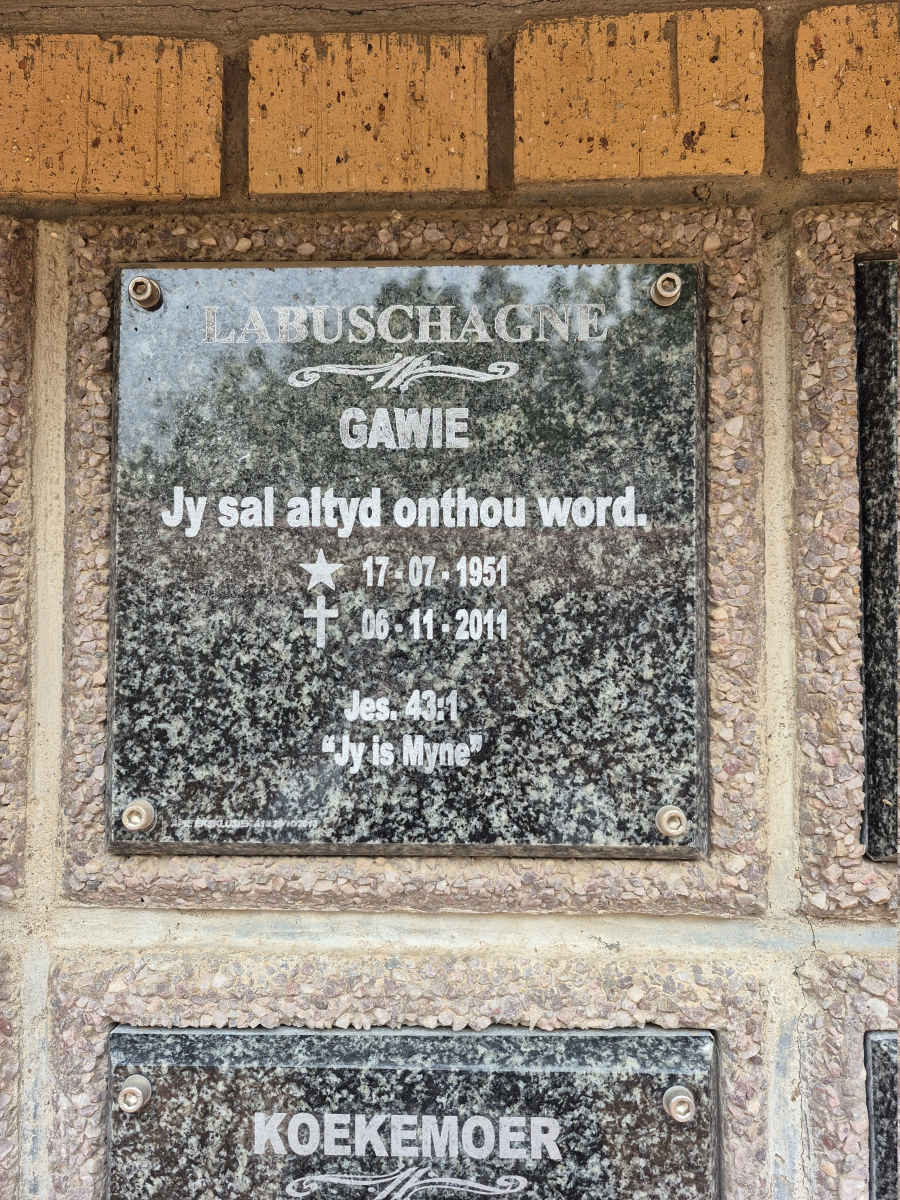 LABUSCHAGNE
GAWIE
Jy sal altyd onthou word.
17 - 07 - 1951
06 - 11 - 2011
Jes. 43:1
“Jy is Myne”
KOEKEMOER